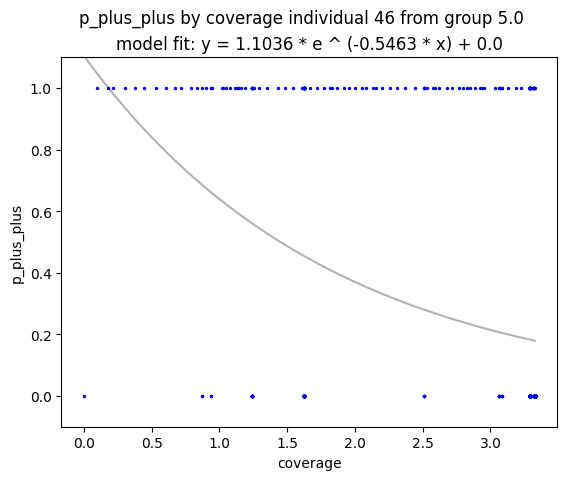 p_plus_plus by coverage individual 46 from group 5.0
model fit: y = 1.1036 * e ^ (-0.5463 * x) + 0.0
1.0
0.8
0.6
0.4
0.2
0.0
p_plus_plus
0.0 0.5 1.0 1.5 2.0 2.5 3.0
coverage